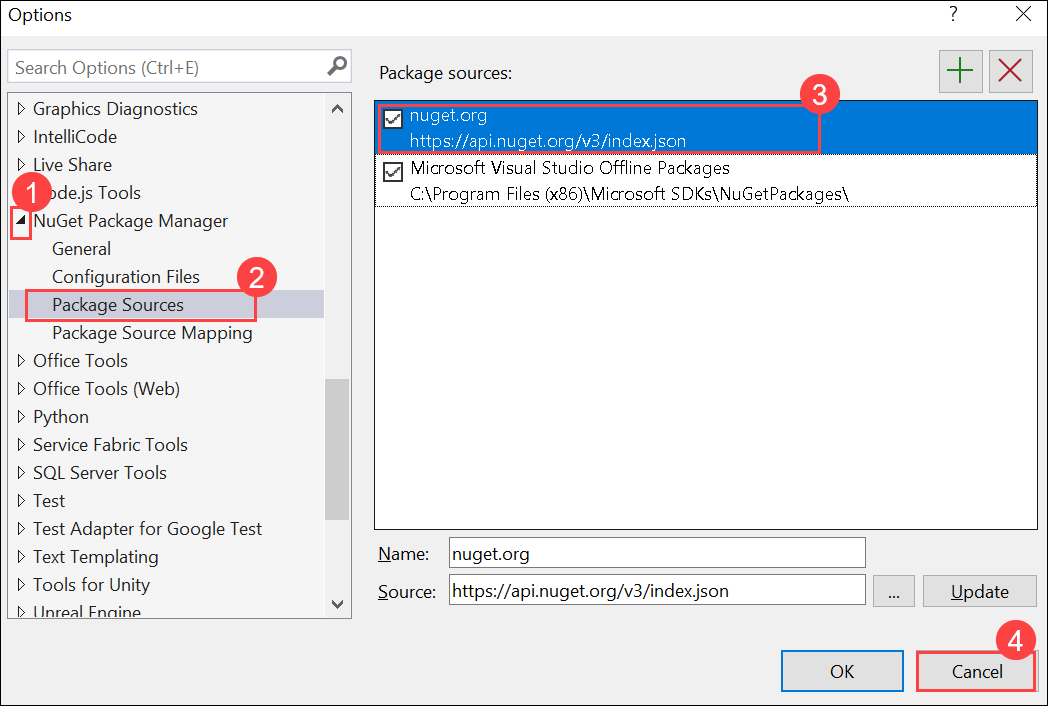 Options
?
Search Options (Ctrl+E)
Graphics Diagnostics
IntelliCode
Live Share
ode.js Tools
1
NuGet Package Manager
General
Configuration Files
2
Package Sources
Package Source Mapping
Office Tools
Office Tools (Web)
Python
Service Fabric Tools
SQL Server Tools
Test
Test Adapter for Google Test
Text Templating
Tools for Unity
Unreal Engine
Package sources:
3
nuget.org
https://api.nuget.org/v3/index.json
Microsoft Visual Studio Offline Packages
C:\Program Files (x86)\Microsoft SDKs\NuGetPackages\
Name: nuget.org
Source: https://api.nuget.org/v3/index.json ... Update
4
OK Cancel